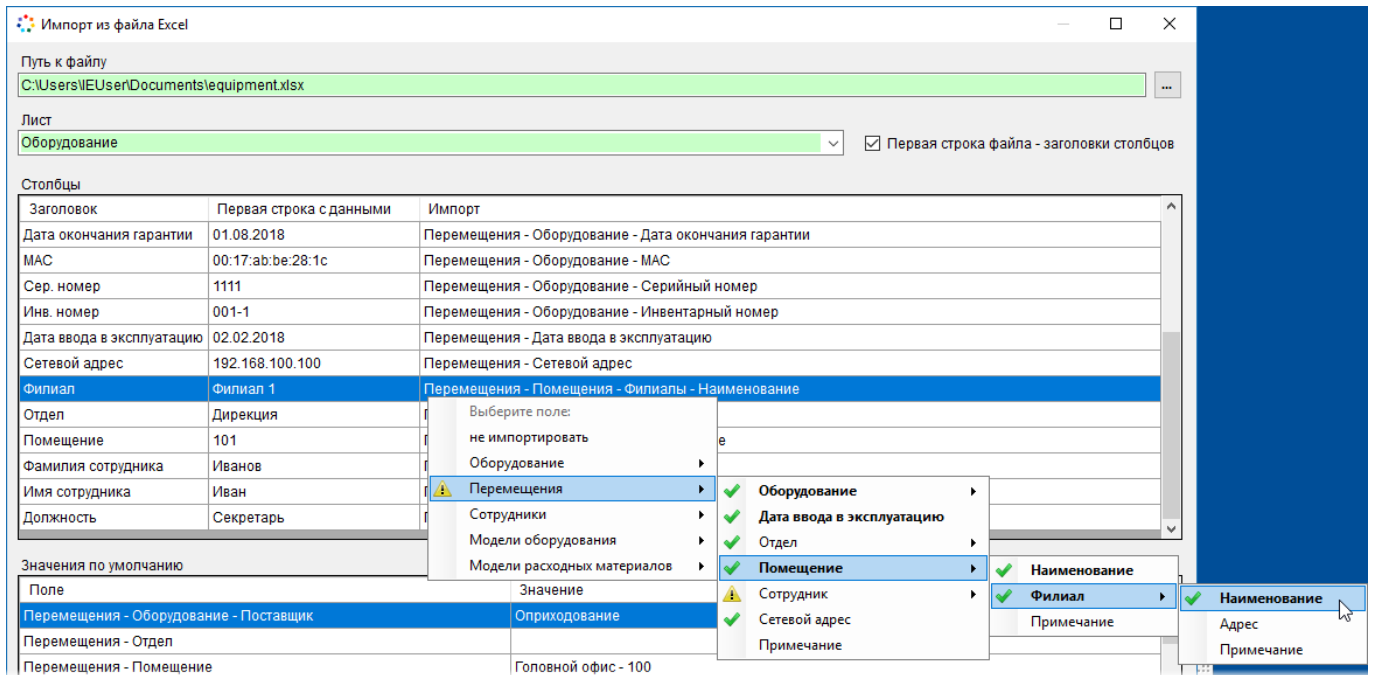 Импорт из файла Excel
Путь к файлу
C:\Users\IEUser\Documents\equipment.xlsx
...
Лист
Оборудование
Первая строка файла - заголовки столбцов
Столбцы
Заголовок Первая строка с данными Импорт
Дата окончания гарантии 01.08.2018 Перемещения - Оборудование - Дата окончания гарантии
MAC 00:17:ab:be:28:1c Перемещения - Оборудование - MAC
Сер. номер 1111 Перемещения - Оборудование - Серийный номер
Инв. номер 001-1 Перемещения - Оборудование - Инвентарный номер
Дата ввода в эксплуатацию 02.02.2018 Перемещения - Дата ввода в эксплуатацию
Сетевой адрес 192.168.100.100 Перемещения - Сетевой адрес
Филиал Филиал 1 Перемещения - Помещения - Филиалы - Наименование
Отдел Дирекция
Помещение 101
Фамилия сотрудника Иванов
Имя сотрудника Иван
Должность Секретарь
Выберите поле:
не импортировать
Оборудование
Перемещения
Сотрудники
Модели оборудования
Модели расходных материалов
Оборудование
Дата ввода в эксплуатацию
Отдел
Помещение
Сотрудник
Сетевой адрес
Примечание
Наименование
Филиал
Примечание
Наименование
Адрес
Примечание
Значения по умолчанию
Поле Значение
Перемещения - Оборудование - Поставщик Оприходование
Перемещения - Отдел
Перемещения - Помещение Головной офис - 100